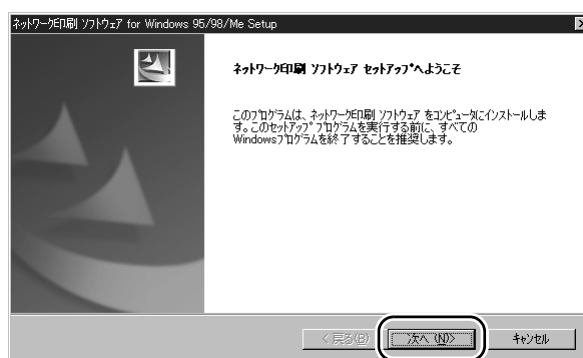 ﾈｯﾄﾜｰｸ印刷 ｿﾌﾄｳｪｱ for Windows 95/98/Me Setup
ﾈｯﾄﾜｰｸ印刷 ｿﾌﾄｳｪｱ ｾｯﾄｱｯﾌﾟへようこそ
このﾌﾟﾛｸﾞﾗﾑは、ﾈｯﾄﾜｰｸ印刷 ｿﾌﾄｳｪｱ をｺﾝﾋﾟｭｰﾀにｲﾝｽﾄｰﾙしま
す。このｾｯﾄｱｯﾌﾟ ﾌﾟﾛｸﾞﾗﾑを実行する前に、すべての
Windowsﾌﾟﾛｸﾞﾗﾑを終了することを推奨します。
< 戻る(B) 次へ (N)> ｷｬﾝｾﾙ